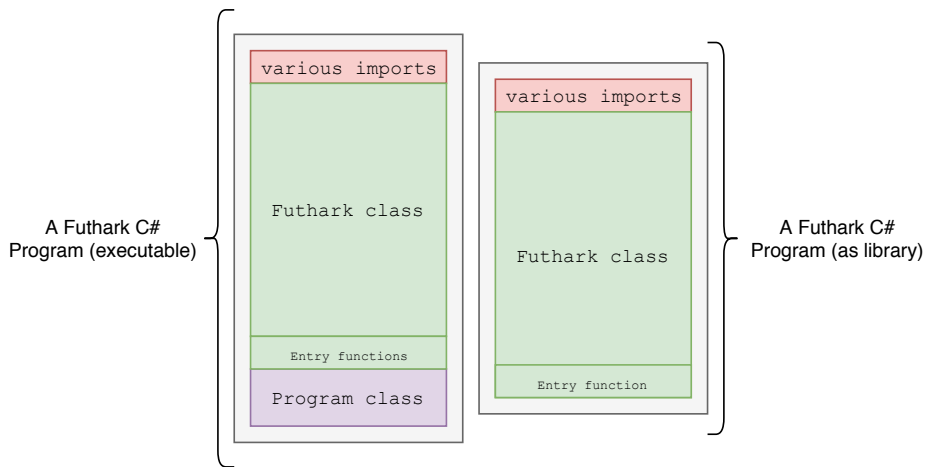 A Futhark C#
Program (executable)
various imports
Futhark class
Entry functions
Program class
various imports
Futhark class
Entry function
A Futhark C#
Program (as library)